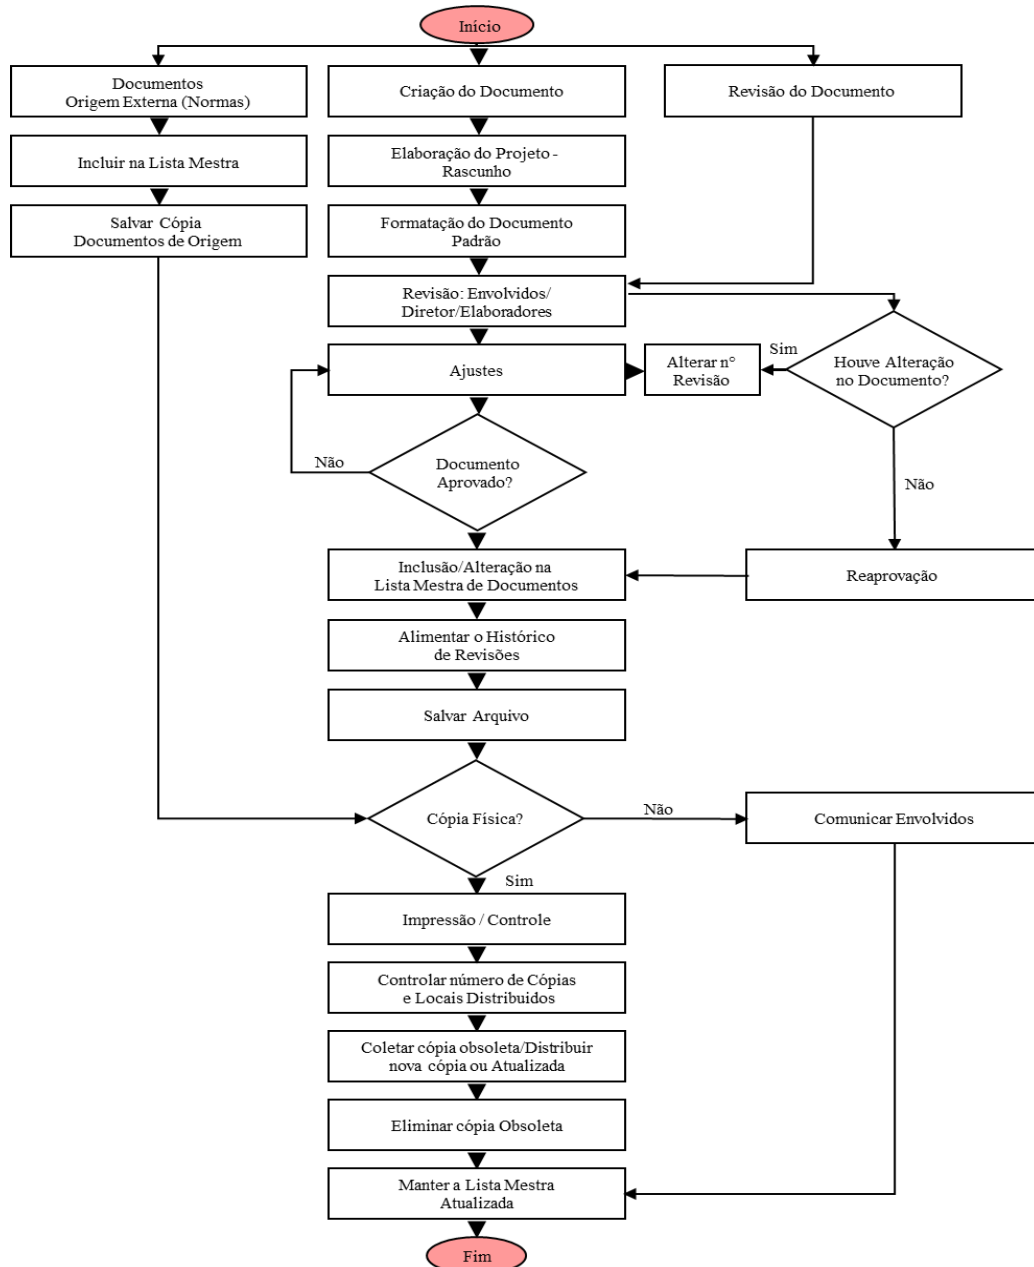 Início
Documentos
Origem Externa (Normas)
Criação do Documento
Revisão do Documento
Incluir na Lista Mestra
Elaboração do Projeto -
Rascunho
Salvar Cópia
Documentos de Origem
Formatação do Documento
Padrão
Revisão: Envolvidos/
Diretor/Elaboradores
Ajustes
Alterar n°
Revisão
Sim
Houve Alteração
no Documento?
Não
Documento
Aprovado?
Não
Inclusão/Alteração na
Lista Mestra de Documentos
Reaprovação
Alimentar o Histórico
de Revisões
Salvar Arquivo
Cópia Física?
Não
Comunicar Envolvidos
Sim
Impressão / Controle
Controlar número de Cópias
e Locais Distribuidos
Coletar cópia obsoleta/Distribuir
nova cópia ou Atualizada
Eliminar cópia Obsoleta
Manter a Lista Mestra
Atualizada
Fim